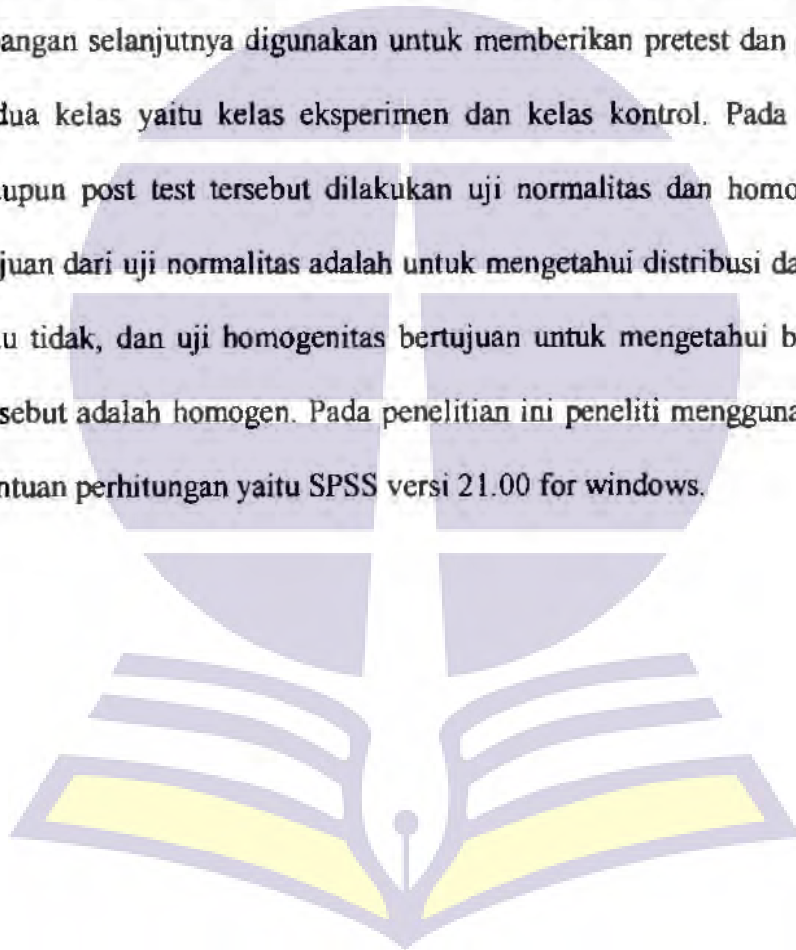 angan selanjutnya digunakan untuk memberikan pretest dan
dua kelas yaitu kelas eksperimen dan kelas kontrol. Pada
upun post test tersebut dilakukan uji normalitas dan homo
juan dari uji normalitas adalah untuk mengetahui distribusi da
u tidak, dan uji homogenitas bertujuan untuk mengetahui b
sebut adalah homogen. Pada penelitian ini peneliti mengguna
ntuan perhitungan yaitu SPSS versi 21.00 for windows.